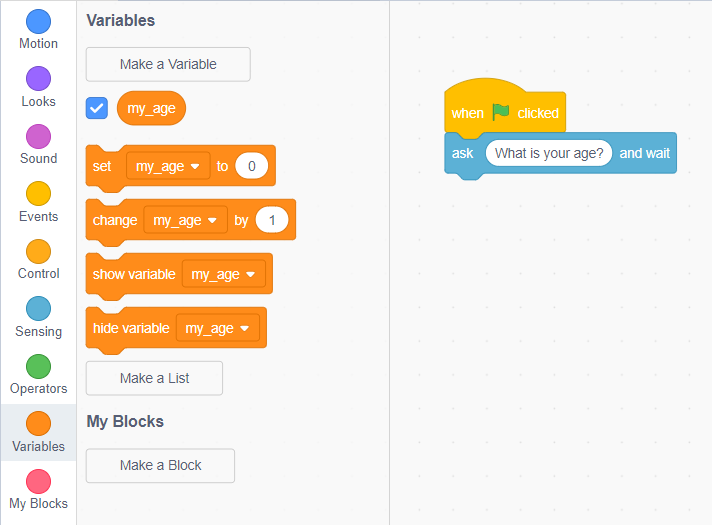 Motion
Looks
Sound
Events
Control
Sensing
Operators
Variables
My Blocks
Variables
Make a Variable
my_age
set my_age to 0
change my_age by 1
show variable my_age
hide variable my_age
Make a List
My Blocks
Make a Block
when clicked
ask What is your age? and wait